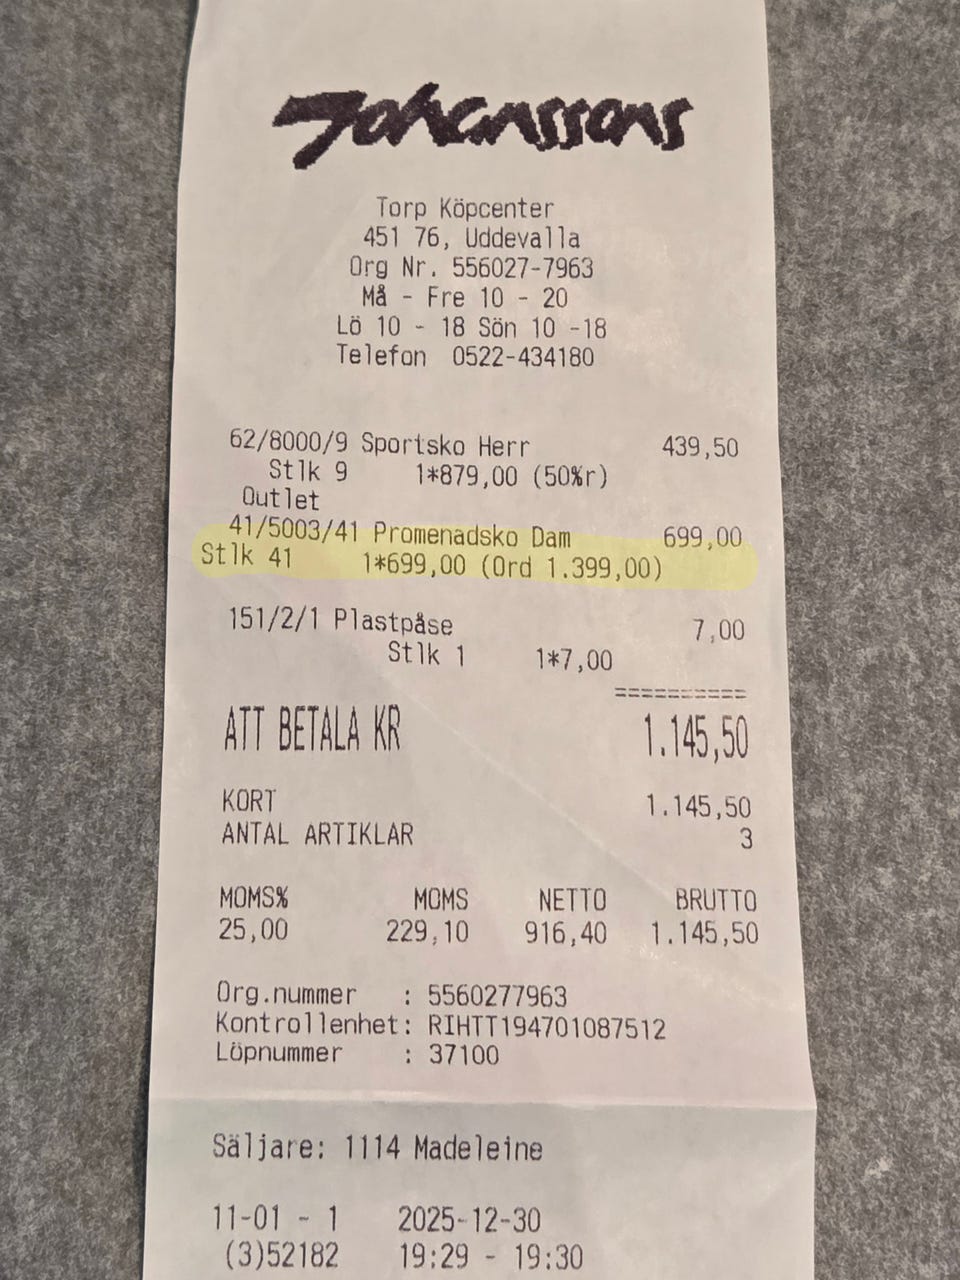 Johanssons
Torp Köpcenter
451 76, Uddevalla
Org Nr. 556027-7963
Må - Fre 10 - 20
Lö 10 - 18 Sön 10 -18
Telefon 0522-434180
62/8000/9 Sportsko Herr 439,50
Stlk 9 1*879,00 (50%r)
Outlet
41/5003/41 Promenadsko Dam 699,00
Stlk 41 1*699,00 (Ord 1.399,00)
151/2/1 Plastpåse 7,00
Stlk 1 1*7,00
==========
ATT BETALA KR 1.145,50
KORT 1.145,50
ANTAL ARTIKLAR 3
MOMS% MOMS NETTO BRUTTO
25,00 229,10 916,40 1.145,50
Org.nummer : 5560277963
Kontrollenhet: RIHTT194701087512
Löpnummer : 37100
Säljare: 1114 Madeleine
11-01 - 1 2025-12-30
(3)52182 19:29 - 19:30